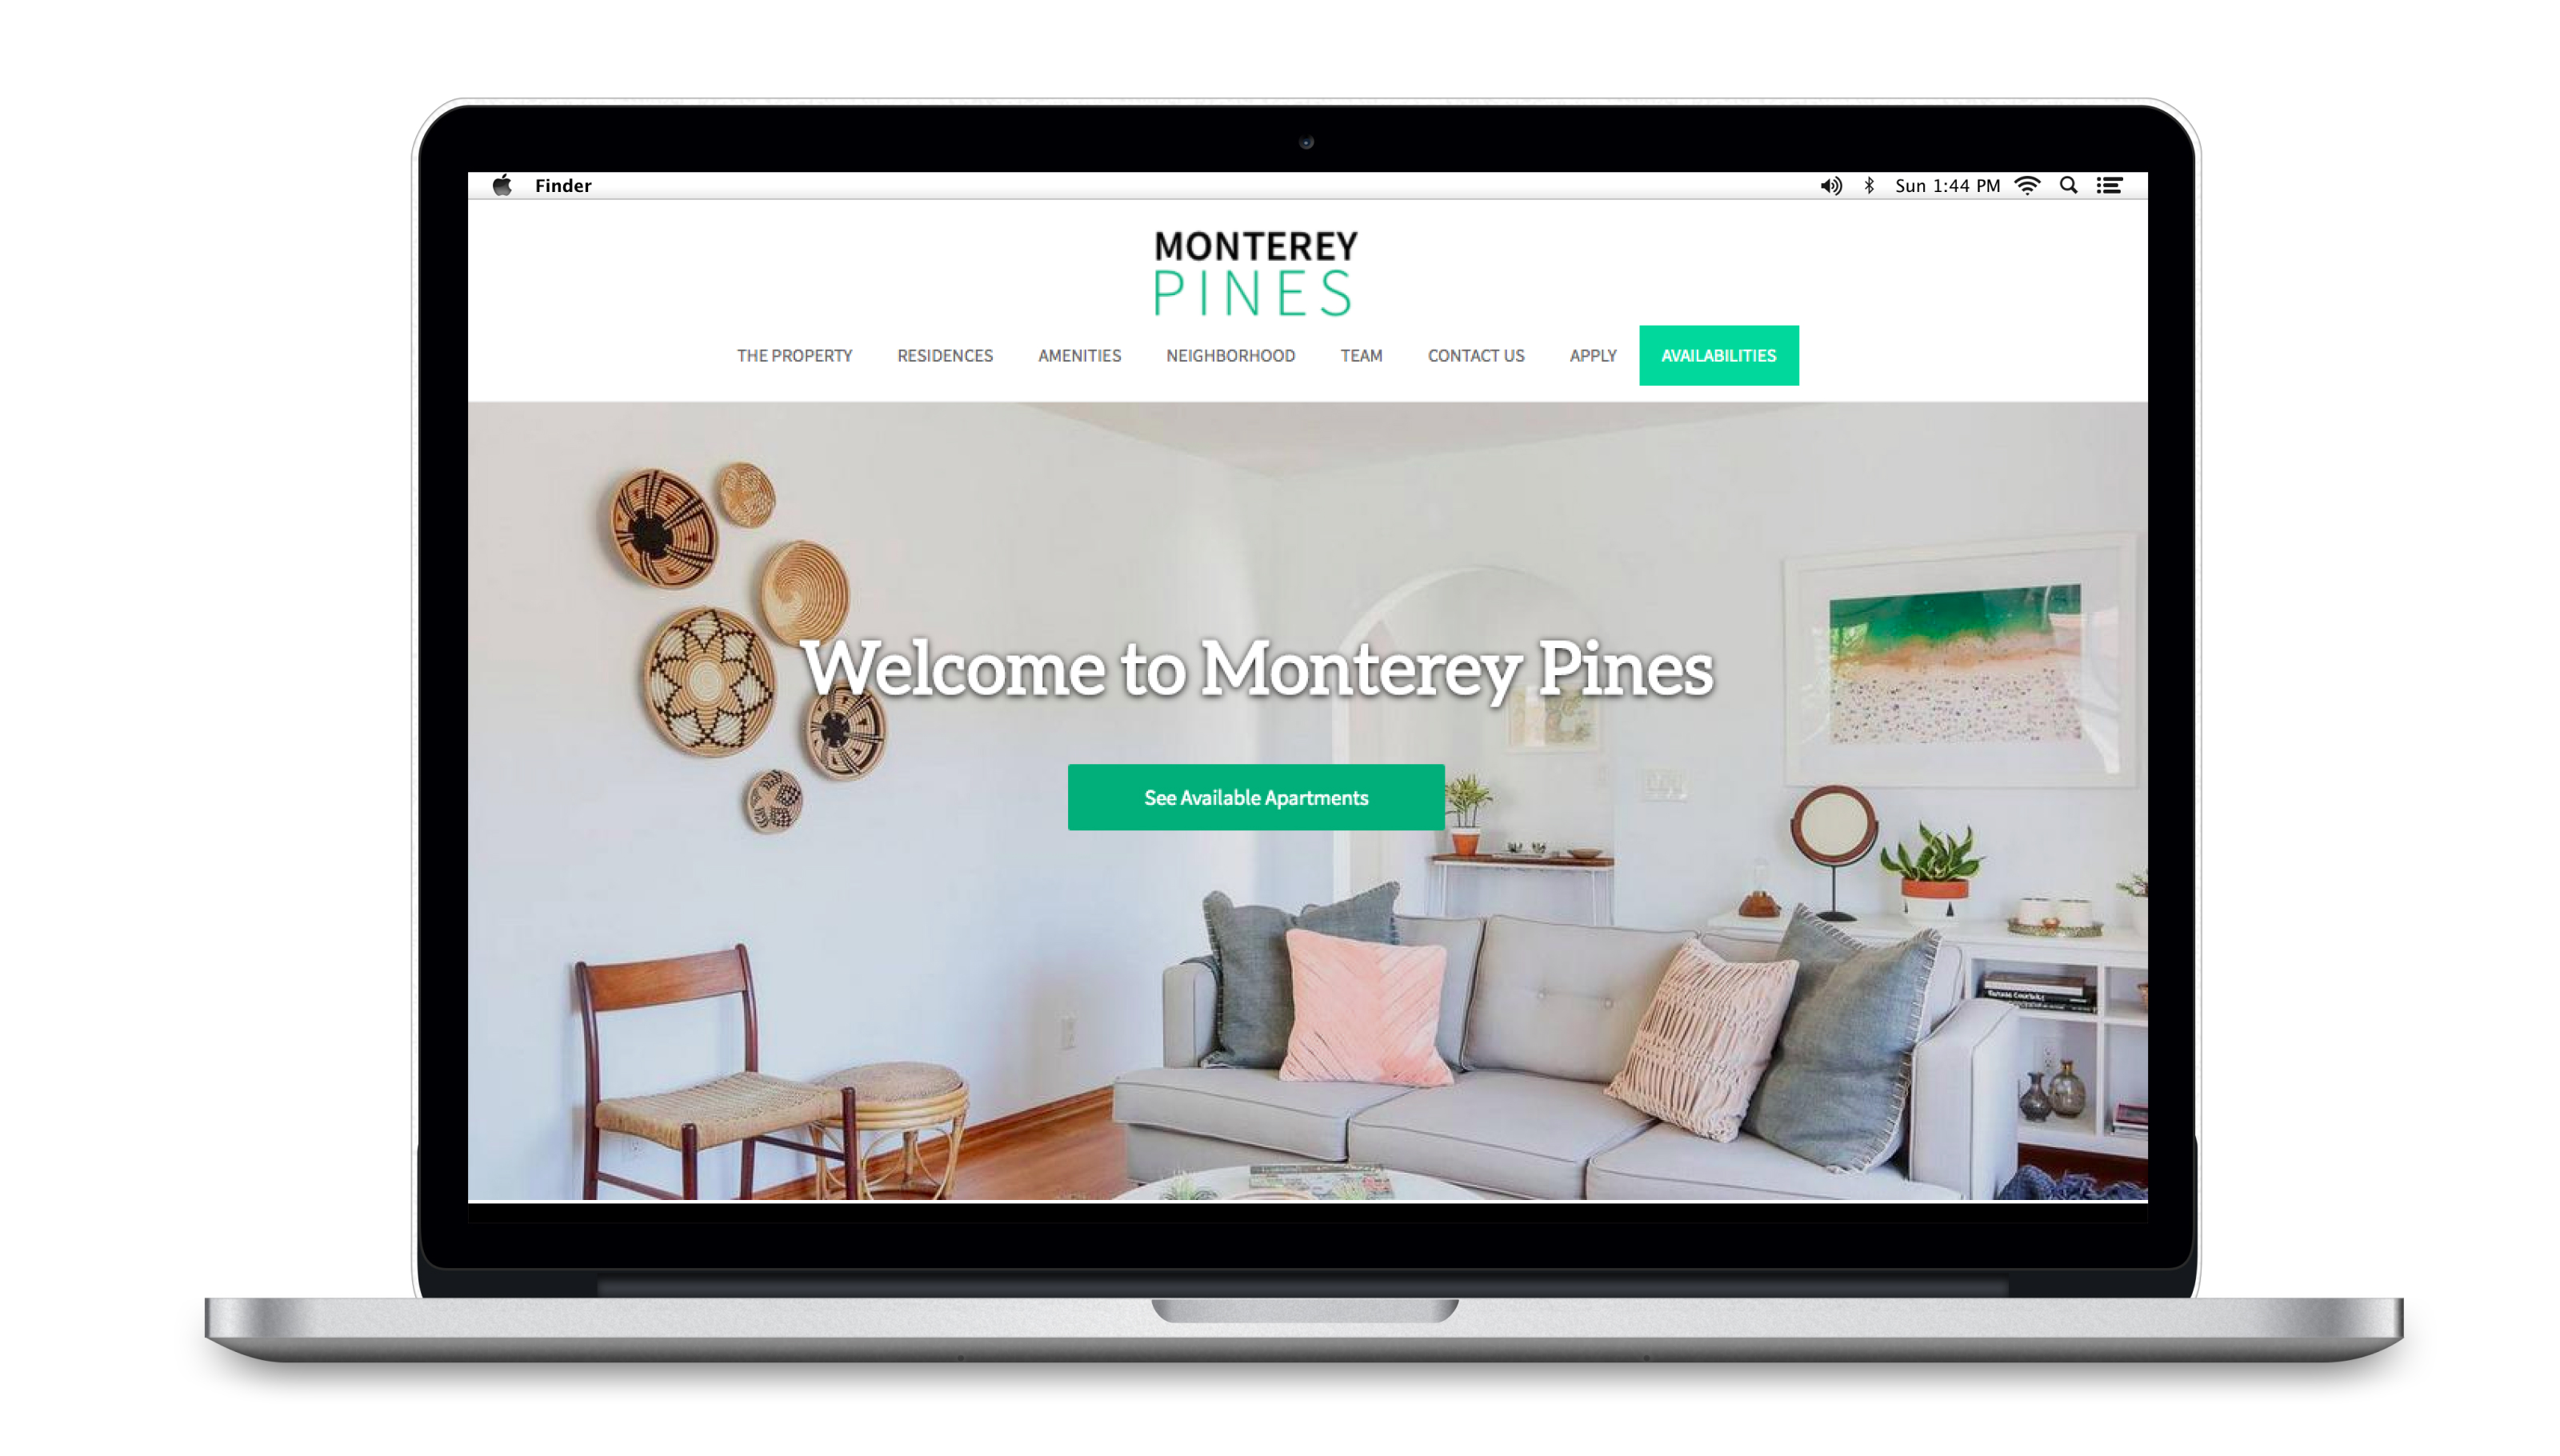 Finder
Sun 1:44 PM
MONTEREY
PINES
THE PROPERTY RESIDENCES AMENITIES NEIGHBORHOOD TEAM CONTACT US APPLY AVAILABILITIES
Welcome to Monterey Pines
See Available Apartments